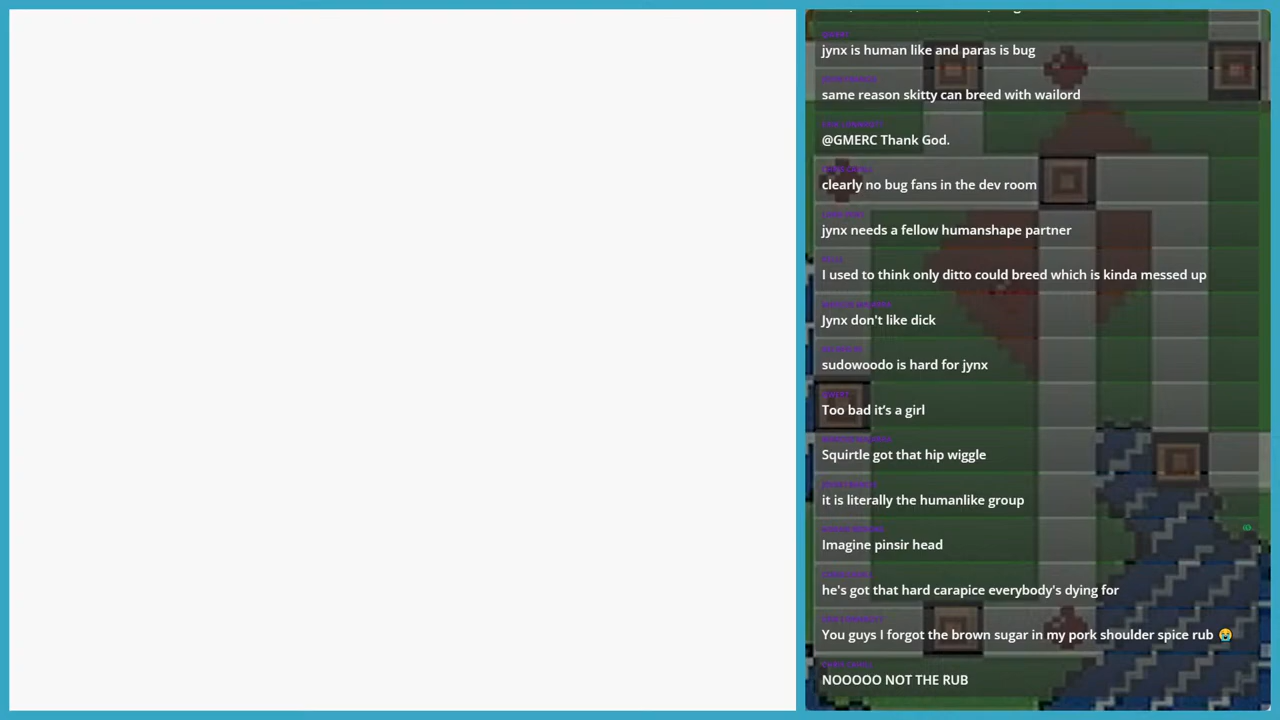 jynx is human like and paras is bug
same reason skitty can breed with wailord
@GMERC Thank God.
clearly no bug fans in the dev room
jynx needs a fellow humanshape partner
I used to think only ditto could breed which is kinda messed up
Jynx don't like dick
sudowoodo is hard for jynx
Too bad it’s a girl
Squirtle got that hip wiggle
it is literally the humanlike group
Imagine pinsir head
he's got that hard carapice everybody's dying for
You guys I forgot the brown sugar in my pork shoulder spice rub 😭
NOOOOO NOT THE RUB